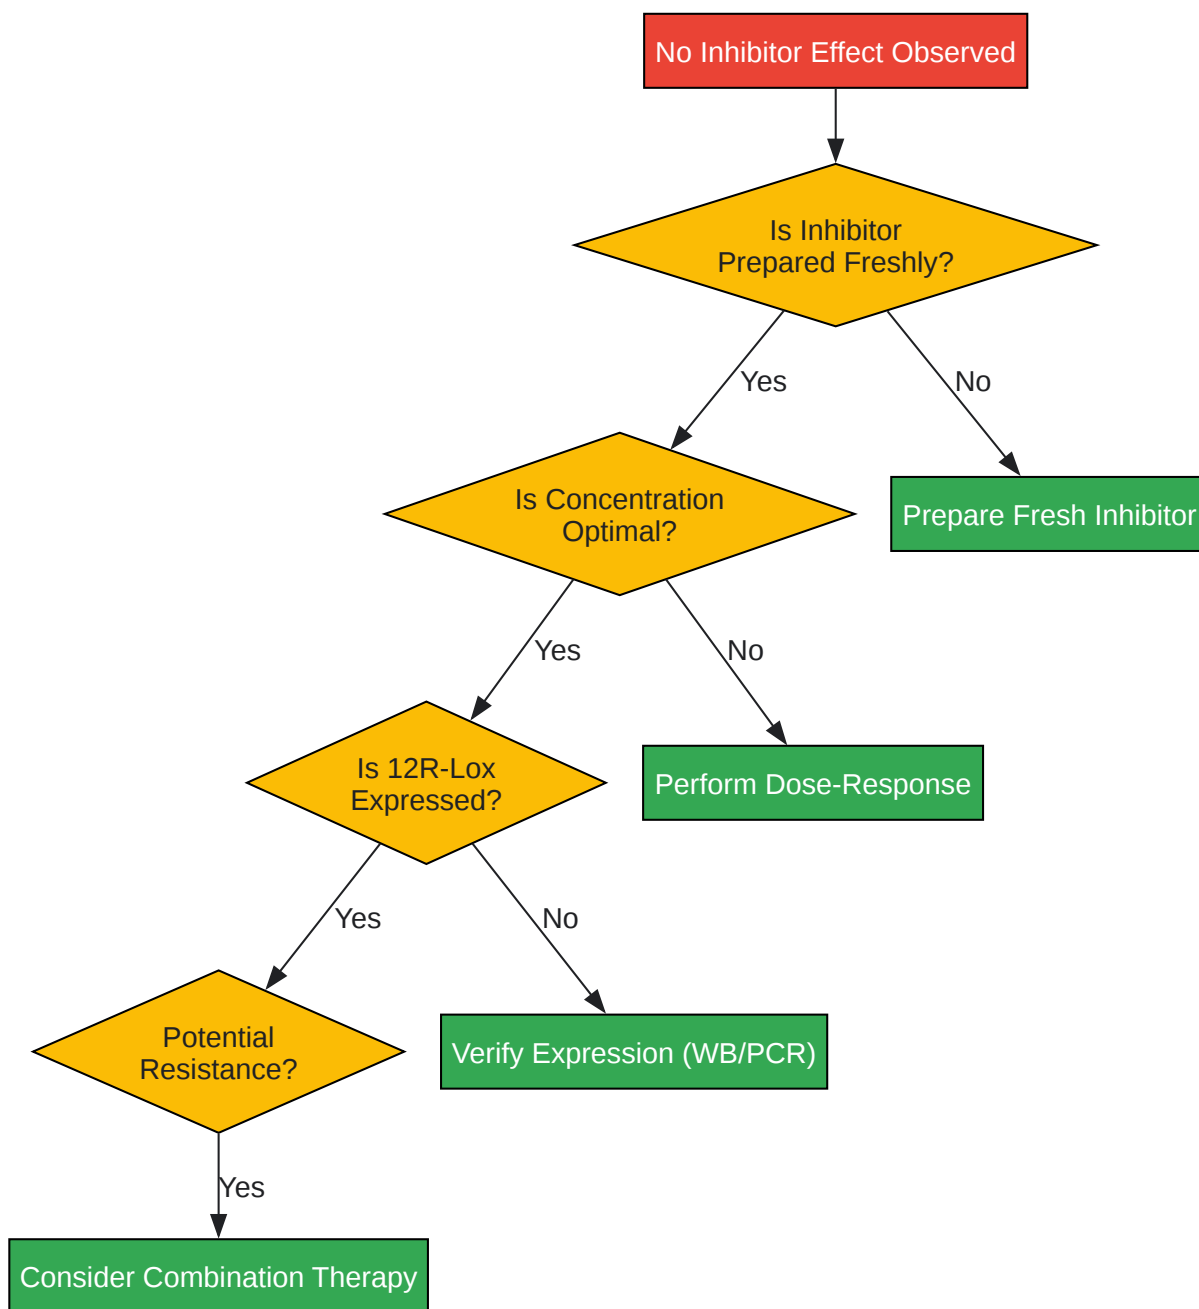 No Inhibitor Effect Observed
Is Inhibitor
Prepared Freshly?
Yes
No
Is Concentration
Optimal?
Prepare Fresh Inhibitor
Yes
No
Is 12R-Lox
Expressed?
Perform Dose-Response
Yes
No
Potential
Resistance?
Verify Expression (WB/PCR)
Yes
Consider Combination Therapy